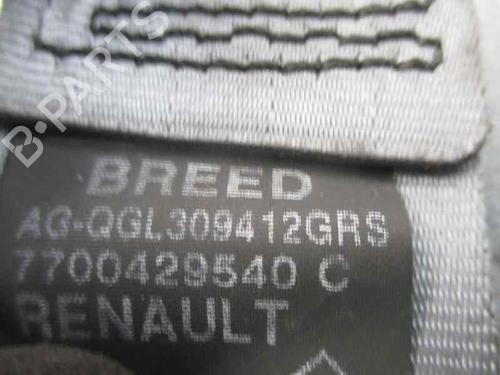 B-PARTS
BREED
AG-QGL309412GRS
7700429540 C
RENAULT